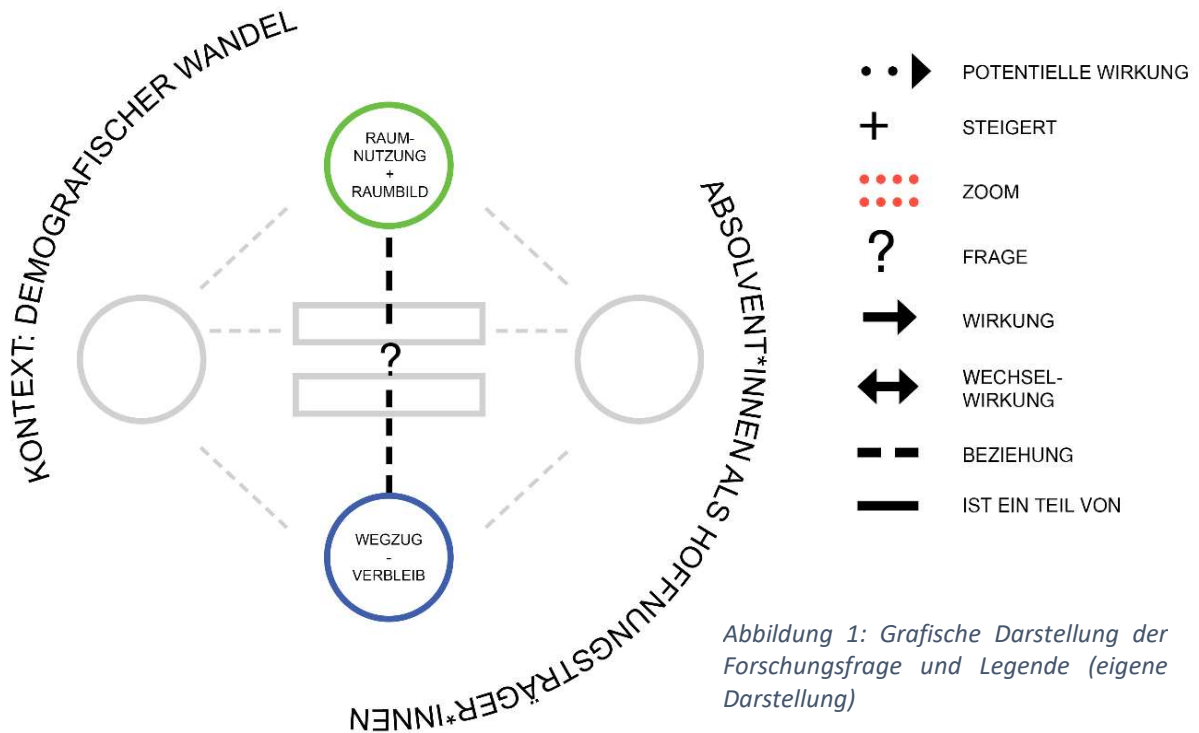 KONTEXT: DEMOGRAFISCHER WANDEL
RAUM-
NUTZUNG
+
RAUMBILD
?
WEGZUG
-
VERBLEIB
ABSOLVENT*INNEN ALS HOFFNUNGSTRÄGER*INNEN
POTENTIELLE WIRKUNG
+ STEIGERT
ZOOM
? FRAGE
WIRKUNG
WECHSEL-
WIRKUNG
BEZIEHUNG
IST EIN TEIL VON
Abbildung 1: Grafische Darstellung der
Forschungsfrage und Legende (eigene
Darstellung)